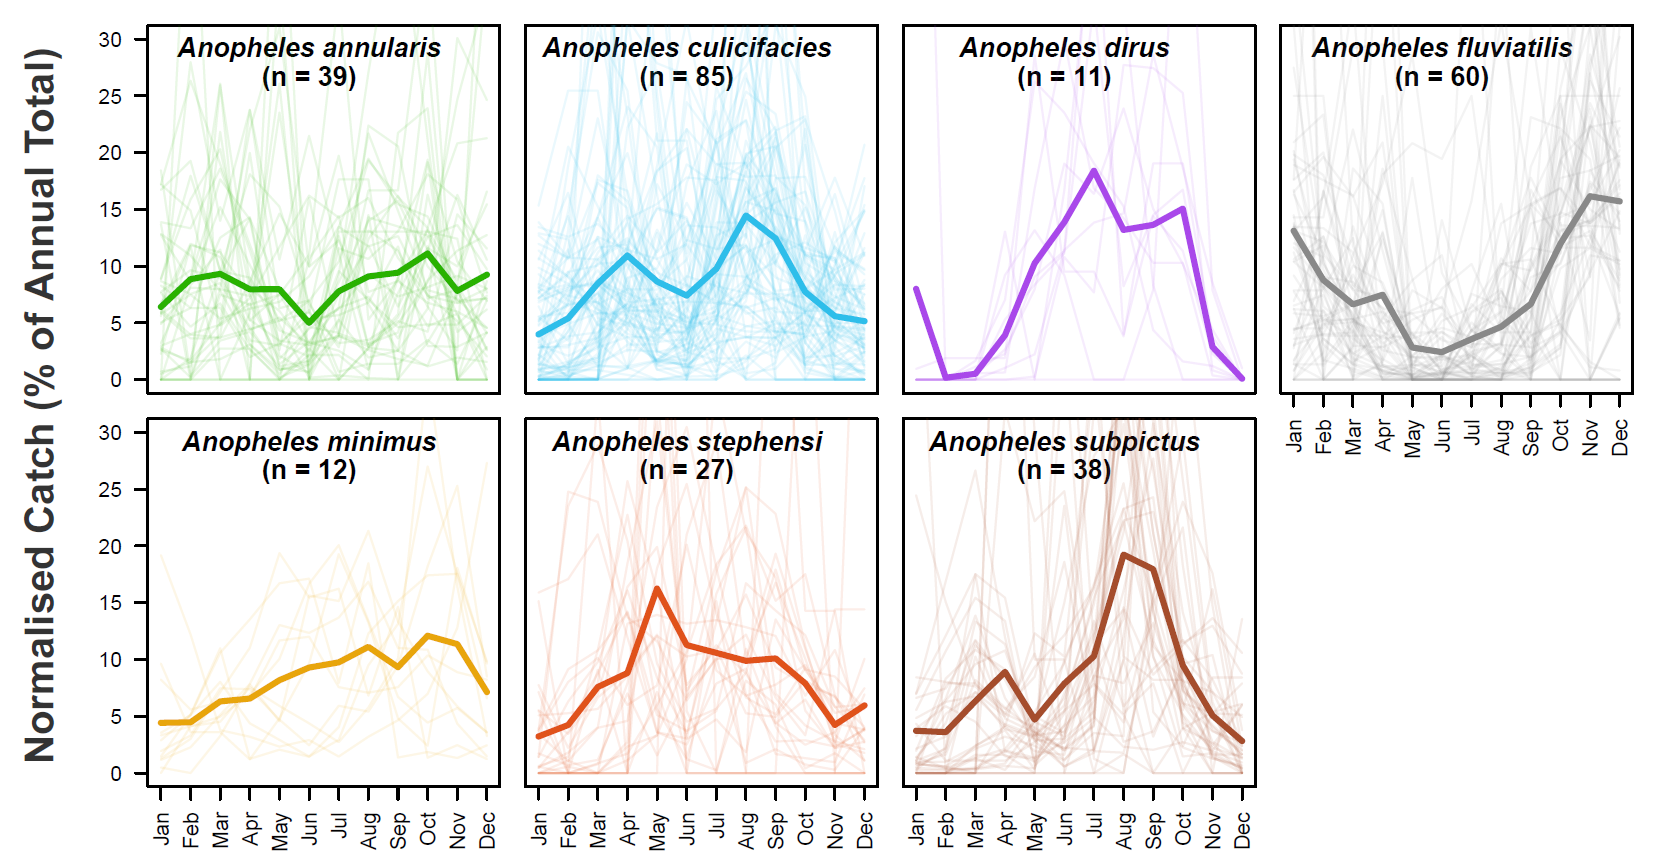 Normalised Catch (% of Annual Total)
Anopheles annularis
(n = 39)
Anopheles culicifacies
(n = 85)
Anopheles dirus
(n = 11)
Anopheles fluviatilis
(n = 60)
30
25
20
15
10
5
0
Jan Feb Mar Apr May Jun Jul Aug Sep Oct Nov Dec
Anopheles minimus
(n = 12)
Anopheles stephensi
(n = 27)
Anopheles subpictus
(n = 38)
30
25
20
15
10
5
0
Jan Feb Mar Apr May Jun Jul Aug Sep Oct Nov Dec
Jan Feb Mar Apr May Jun Jul Aug Sep Oct Nov Dec
Jan Feb Mar Apr May Jun Jul Aug Sep Oct Nov Dec